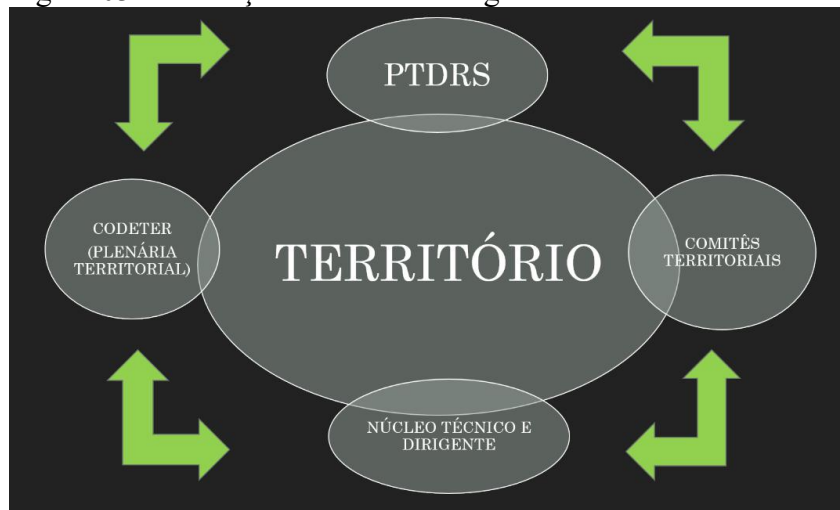 PTDRS
CODETER
(PLENÁRIA
TERRITORIAL)
TERRITÓRIO
COMITÊS
TERRITORIAIS
NÚCLEO TÉCNICO E
DIRIGENTE